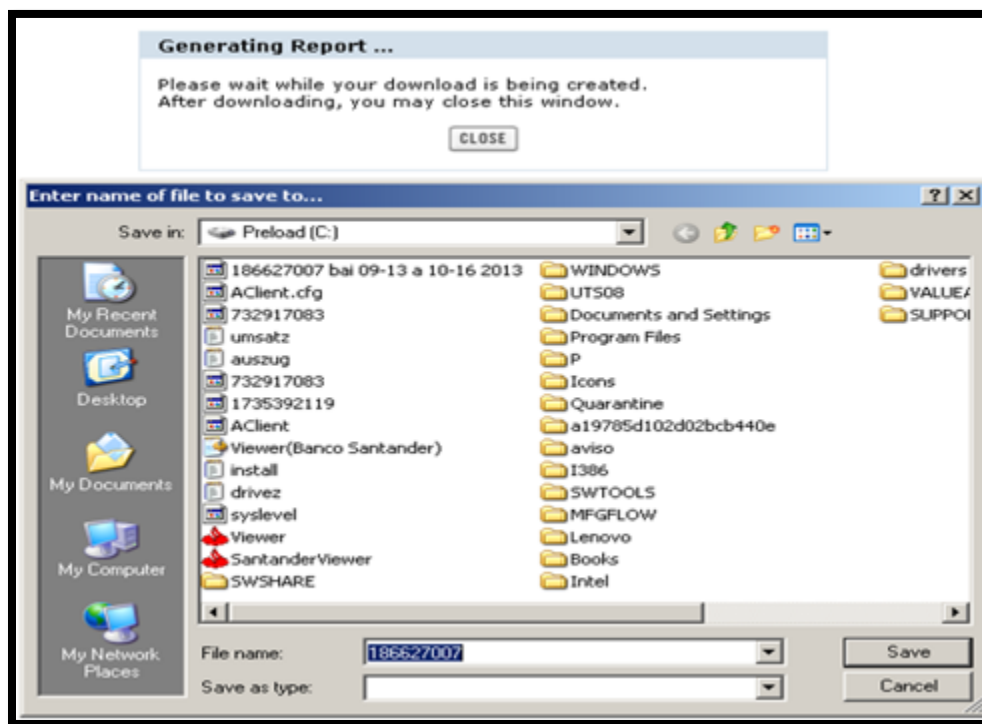 Generating Report ...
Please wait while your download is being created.
After downloading, you may close this window.
CLOSE
Enter name of file to save to...
Save in:
Preload (C:)
My Recent Documents
Desktop
My Documents
My Computer
My Network Places
186627007 bai 09-13 a 10-16 2013
AClient.cfg
732917083
umsatz
auszug
732917083
1735392119
AClient
Viewer(Banco Santander)
install
drivez
syslevel
Viewer
SantanderViewer
SWSHARE
WINDOWS
UTS08
Documents and Settings
Program Files
P
Icons
Quarantine
a19785d102d02bcb440e
aviso
I386
SWTOOLS
MFGFLOW
Lenovo
Books
Intel
drivers
VALUEA
SUPPOI
File name:
186627007
Save
Save as type:
Cancel